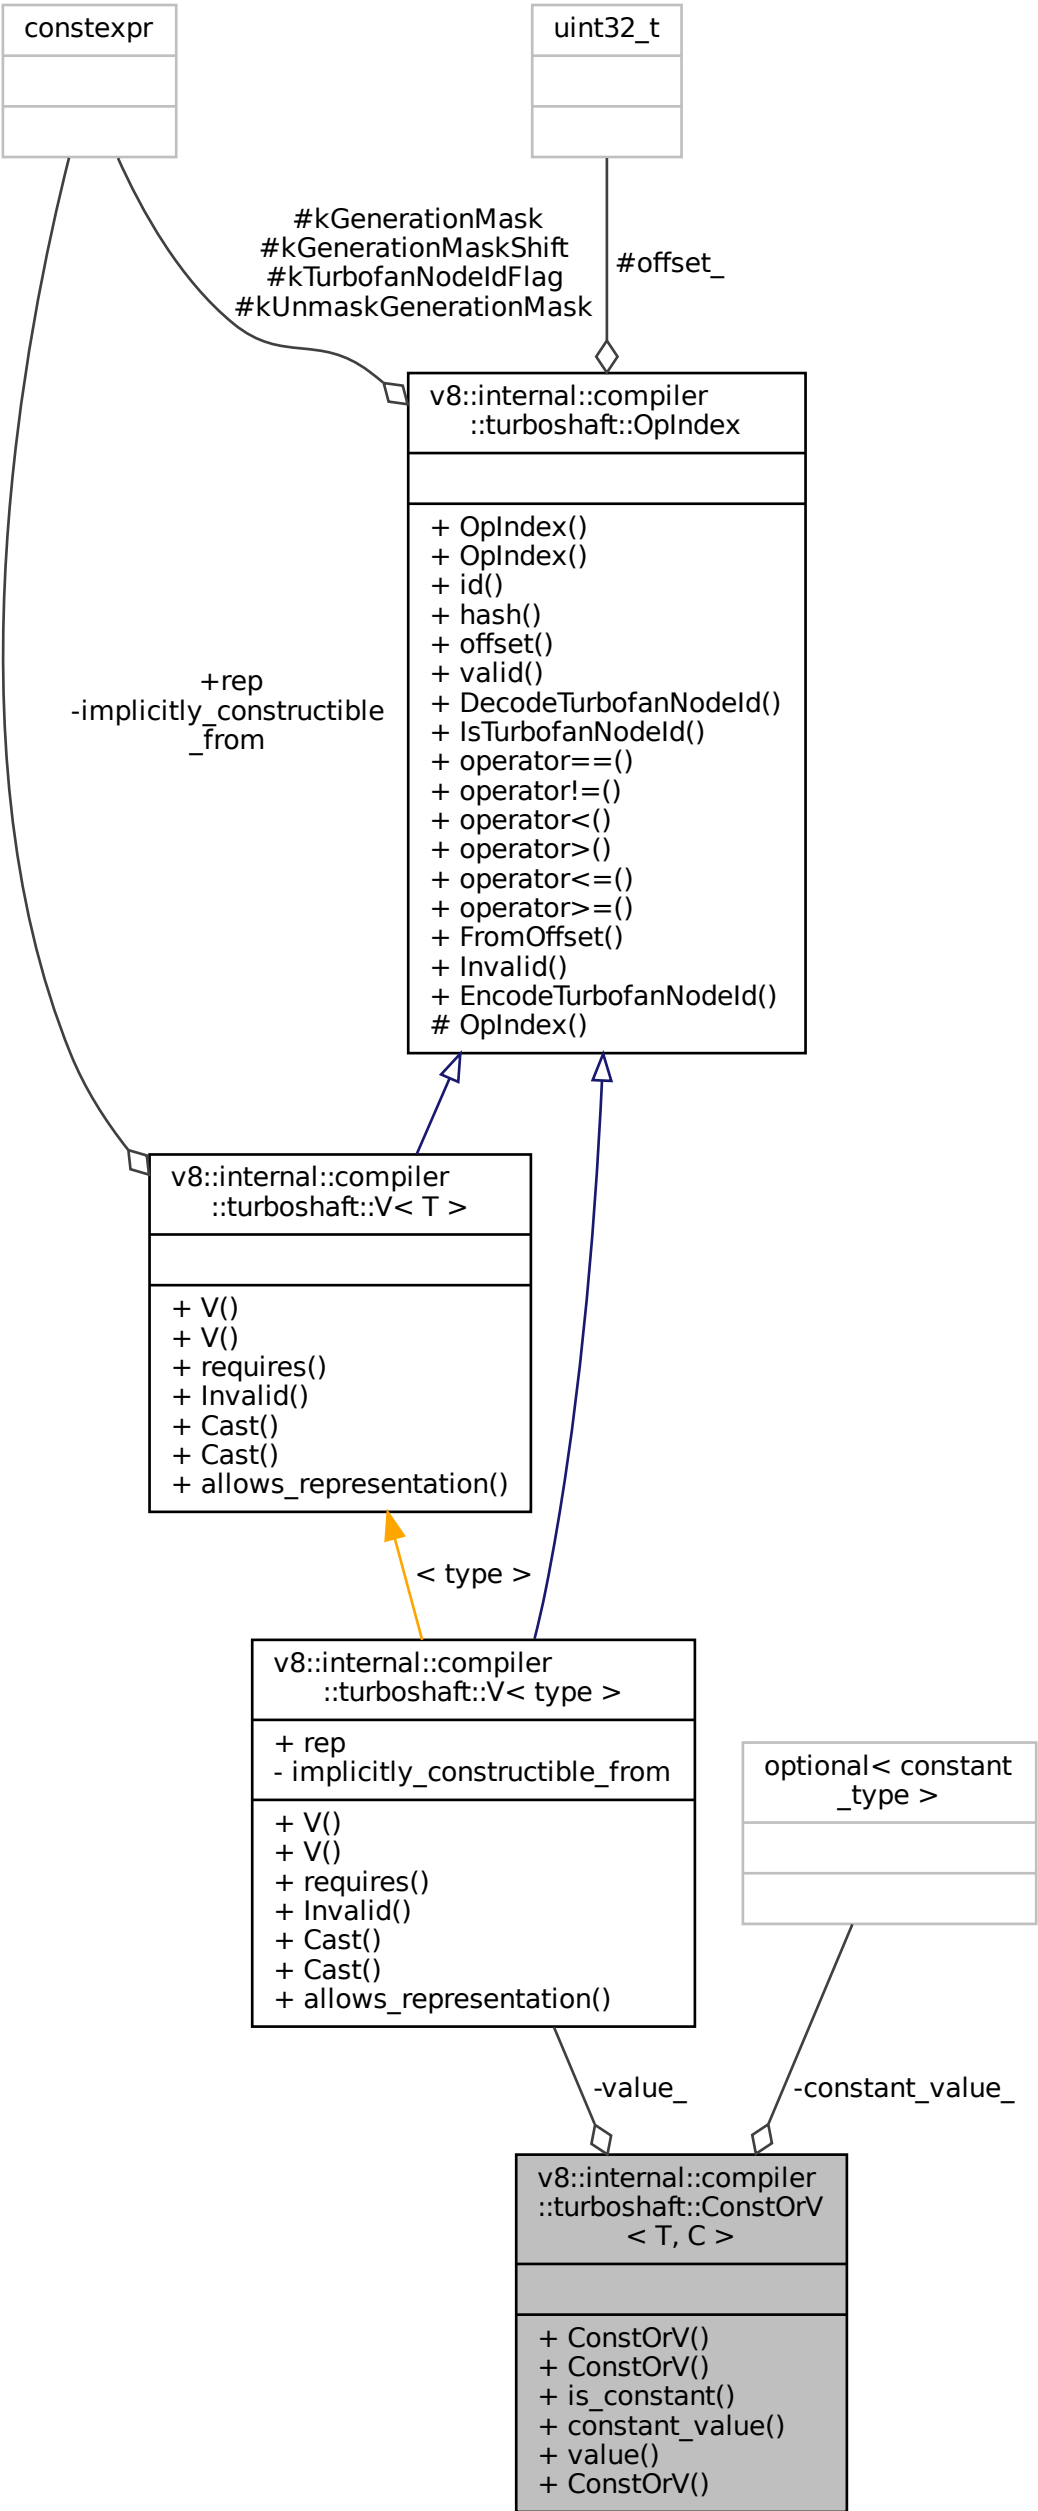 constexpr
uint32_t
#kGenerationMask
#kGenerationMaskShift
#kTurbofanNodeIdFlag
#kUnmaskGenerationMask
#offset_
v8::internal::compiler
::turboshaft::OpIndex
+ OpIndex()
+ OpIndex()
+ id()
+ hash()
+ offset()
+ valid()
+ DecodeTurbofanNodeId()
+ IsTurbofanNodeId()
+ operator==()
+ operator!=()
+ operator<()
+ operator>()
+ operator<=()
+ operator>=()
+ FromOffset()
+ Invalid()
+ EncodeTurbofanNodeId()
# OpIndex()
+rep
-implicitly_constructible
_from
v8::internal::compiler
::turboshaft::V< T >
+ V()
+ V()
+ requires()
+ Invalid()
+ Cast()
+ Cast()
+ allows_representation()
< type >
v8::internal::compiler
::turboshaft::V< type >
+ rep
- implicitly_constructible_from
+ V()
+ V()
+ requires()
+ Invalid()
+ Cast()
+ Cast()
+ allows_representation()
optional< constant
_type >
-value_
-constant_value_
v8::internal::compiler
::turboshaft::ConstOrV
< T, C >
+ ConstOrV()
+ ConstOrV()
+ is_constant()
+ constant_value()
+ value()
+ ConstOrV()